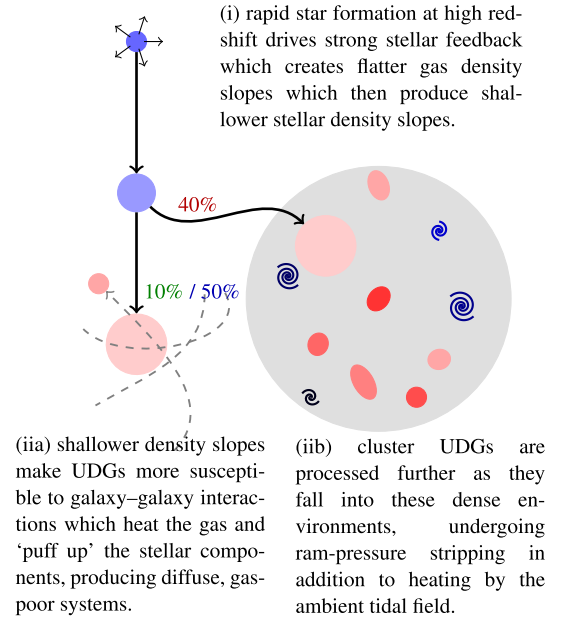 (i) rapid star formation at high red-
shift drives strong stellar feedback
which creates flatter gas density
slopes which then produce shal-
lower stellar density slopes.
40%
10% / 50%
(iia) shallower density slopes
make UDGs more suscepti-
ble to galaxy–galaxy interac-
tions which heat the gas and
‘puff up’ the stellar compo-
nents, producing diffuse, gas-
poor systems.
(iib) cluster UDGs are
processed further as they
fall into these dense en-
vironments, undergoing
ram-pressure stripping in
addition to heating by the
ambient tidal field.